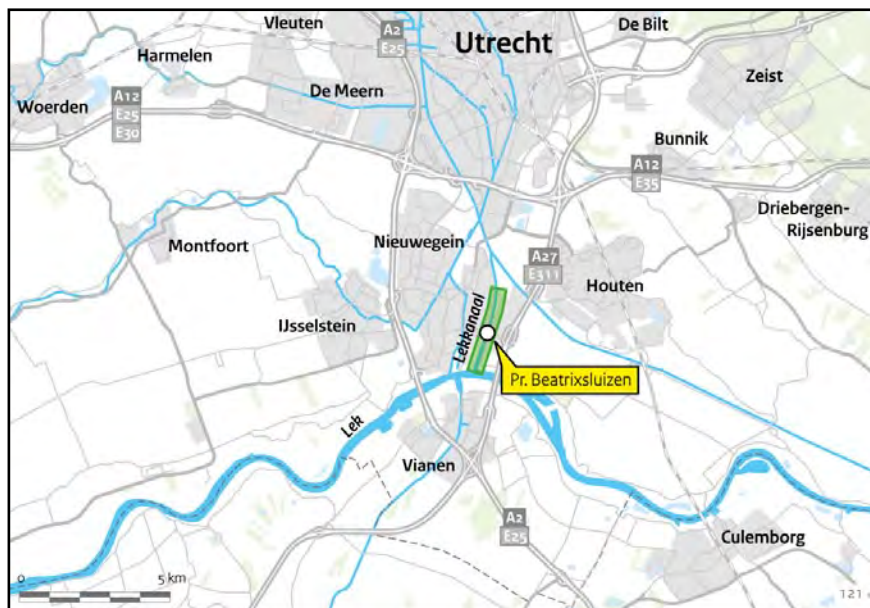 Vleuten
A2
E25
Utrecht
De Bilt
Harmelen
Zeist
De Meern
Woerden
A12
E25
E30
Bunnik
A12
E35
Driebergen-
Rijsenburg
Montfoort
Nieuwegein
A27
E311
Houten
IJsselstein
Lekkanaal
Pr. Beatrixsluizen
Lek
Vianen
A2
E25
Culemborg
0
5 km
121